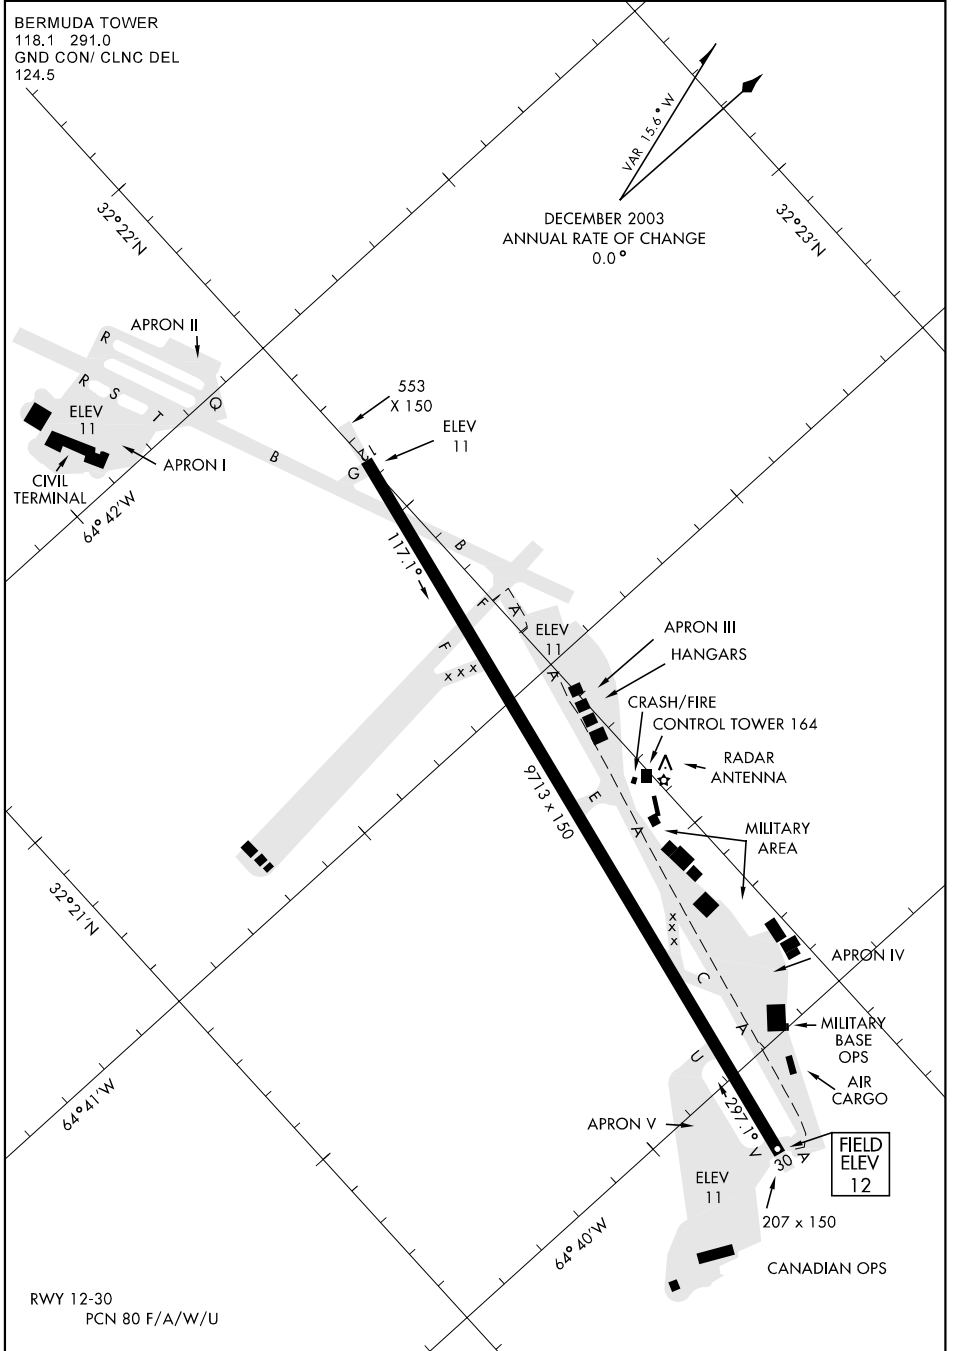 BERMUDA TOWER
118.1 291.0
GND CON/ CLNC DEL
124.5
VAR 15.6° W
DECEMBER 2003
ANNUAL RATE OF CHANGE
0.0°
32°22'N
32°23'N
APRON II
R
R
S
T
Q
ELEV
11
APRON I
CIVIL
TERMINAL
64° 42'W
B
553
X 150
ELEV
11
12
G
117.1°
B
F
F
A
ELEV
11
A
x x x
APRON III
HANGARS
CRASH/FIRE
CONTROL TOWER 164
RADAR
ANTENNA
9713 x 150
E
A
MILITARY
AREA
32°21'N
x
x
x
C
A
APRON IV
MILITARY
BASE
OPS
AIR
CARGO
64°41'W
U
APRON V
297.1°
V
30
A
FIELD
ELEV
12
ELEV
11
207 x 150
64° 40'W
CANADIAN OPS
RWY 12-30
PCN 80 F/A/W/U